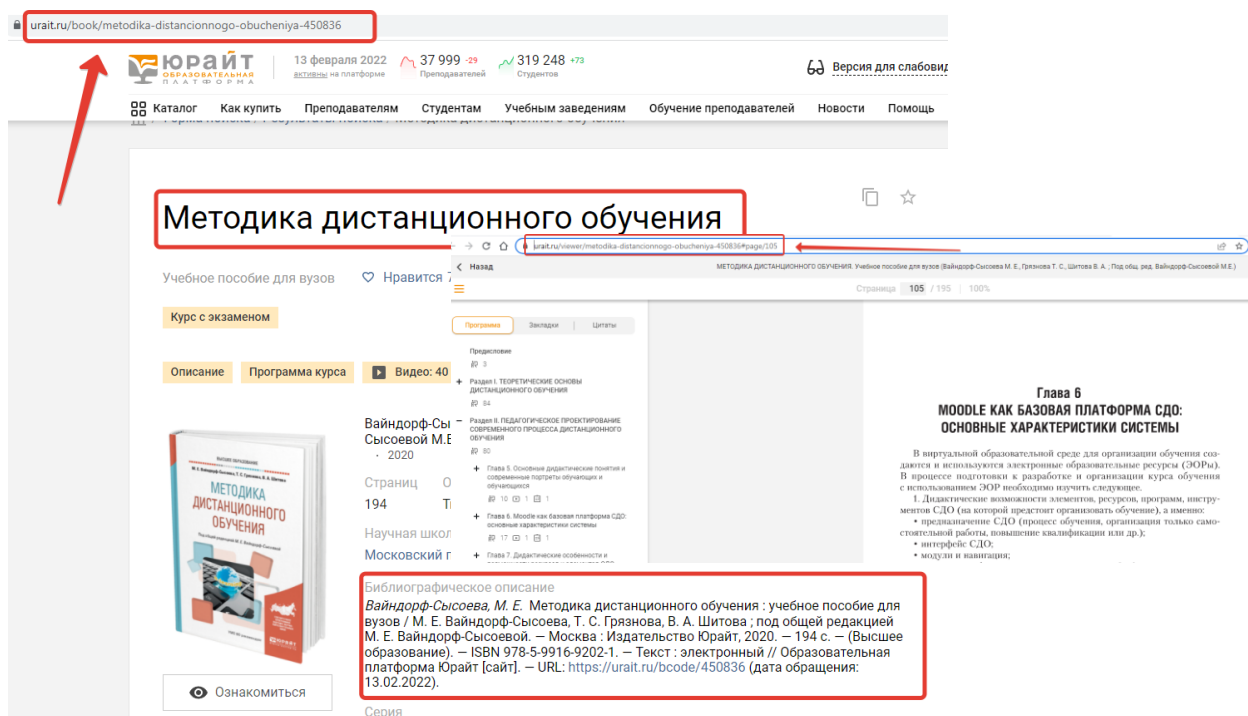 urait.ru/book/metodika-distancionnogo-obucheniya-450836
ЮРАЙТ
ОБРАЗОВАТЕЛЬНАЯ
ПЛАТФОРМА
13 февраля 2022
активны на платформе
37 999 -29
Преподавателей
319 248 +73
Студентов
Версия для слабовид
Каталог Как купить Преподавателям Студентам Учебным заведениям Обучение преподавателей Новости Помощь
Методика дистанционного обучения
Учебное пособие для вузов
Нравится
Курс с экзаменом
Описание
Программа курса
Видео: 40
urait.ru/viewer/metodika-distancionnogo-obucheniya-450836#page/105
Назад
МЕТОДИКА ДИСТАНЦИОННОГО ОБУЧЕНИЯ. Учебное пособие для вузов (Вайндорф-Сысоева М. Е., Грязнова Т. С., Шитова В. А. ; Под общ. ред. Вайндорф-Сысоевой М.Е.)
Страница 105 / 195 100%
Программа Закладки Цитаты
Предисловие
3
Раздел I. ТЕОРЕТИЧЕСКИЕ ОСНОВЫ
ДИСТАНЦИОННОГО ОБУЧЕНИЯ
84
Раздел II. ПЕДАГОГИЧЕСКОЕ ПРОЕКТИРОВАНИЕ
СОВРЕМЕННОГО ПРОЦЕССА ДИСТАНЦИОННОГО
ОБУЧЕНИЯ
80
Глава 5. Основные дидактические понятия и
современные портреты обучающих и
обучающихся
10 1 1
Глава 6. Moodle как базовая платформа СДО:
основные характеристики системы
17 1 1
Глава 7. Дидактические особенности и
Глава 6
MOODLE КАК БАЗОВАЯ ПЛАТФОРМА СДО:
ОСНОВНЫЕ ХАРАКТЕРИСТИКИ СИСТЕМЫ
В виртуальной образовательной среде для организации обучения соз-
даются и используются электронные образовательные ресурсы (ЭОРы).
В процессе подготовки к разработке и организации курса обучения
с использованием ЭОР необходимо изучить следующее.
1. Дидактические возможности элементов, ресурсов, программ, инстру-
ментов СДО (на которой предстоит организовать обучение), а именно:
• предназначение СДО (процесс обучения, организация только само-
стоятельной работы, повышение квалификации или др.);
• интерфейс СДО;
• модули и навигация;
ВЫСШЕЕ ОБРАЗОВАНИЕ
М. Е. Вайндорф-Сысоева, Т. С. Грязнова, В. А. Шитова
МЕТОДИКА
ДИСТАНЦИОННОГО
ОБУЧЕНИЯ
Вайндорф-Сы
Сысоевой М.Е
· 2020
Страниц
194
Научная школ
Московский г
Библиографическое описание
Вайндорф-Сысоева, М. Е. Методика дистанционного обучения : учебное пособие для
вузов / М. Е. Вайндорф-Сысоева, Т. С. Грязнова, В. А. Шитова ; под общей редакцией
М. Е. Вайндорф-Сысоевой. — Москва : Издательство Юрайт, 2020. — 194 с. — (Высшее
образование). — ISBN 978-5-9916-9202-1. — Текст : электронный // Образовательная
платформа Юрайт [сайт]. — URL: https://urait.ru/bcode/450836 (дата обращения:
13.02.2022).
Ознакомиться
Серия